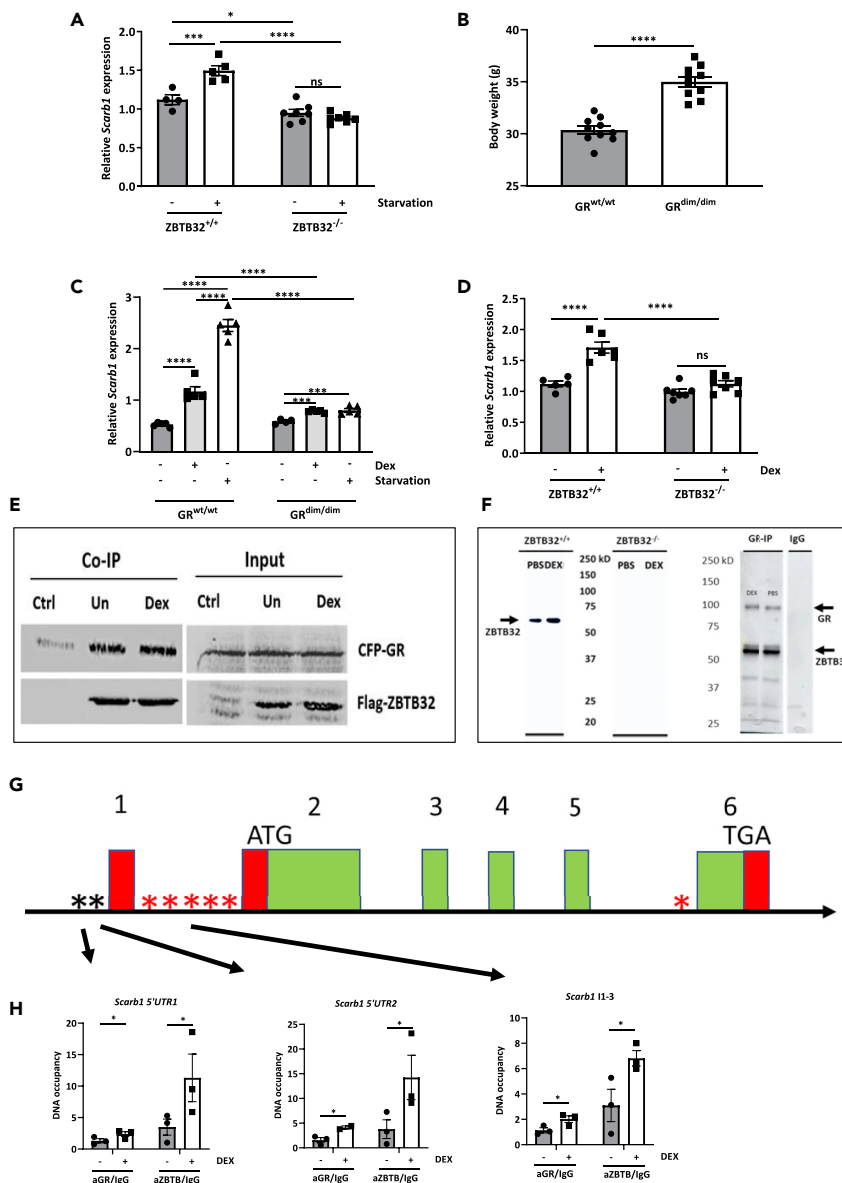 A
Relative Scarb1 expression
2.0
1.5
1.0
0.5
0.0
*
***
****
ns
- + - + Starvation
ZBTB32+/+ ZBTB32-/-
B
Body weight (g)
40
35
30
25
****
GRwt/wt GRdim/dim
C
Relative Scarb1 expression
3
2
1
0
****
**** ****
**** ****
****
***
***
- + - - + - Dex
- - + - - + Starvation
GRwt/wt GRdim/dim
D
Relative Scarb1 expression
2.5
2.0
1.5
1.0
0.5
0.0
**** ****
ns
- + - + Dex
ZBTB32+/+ ZBTB32-/-
E
Co-IP Input
Ctrl Un Dex Ctrl Un Dex
CFP-GR
Flag-ZBTB32
F
ZBTB32+/+ ZBTB32-/-
PBS DEX PBS DEX
250 kD
150
100
75
50
37
25
20
ZBTB32
GR-IP IgG
DEX PBS
250 kD
150
100
75
50
37
25
GR
ZBTB3
G
1 2 3 4 5 6
ATG TGA
** ***** *
H
Scarb1 5'UTR1
DNA occupancy
20
15
10
5
0
* *
- + - + DEX
aGR/IgG aZBTB/IgG
Scarb1 5'UTR2
DNA occupancy
25
20
15
10
5
0
* *
- + - + DEX
aGR/IgG aZBTB/IgG
Scarb1 I1-3
DNA occupancy
10
8
6
4
2
0
* *
- + - + DEX
aGR/IgG aZBTB/IgG